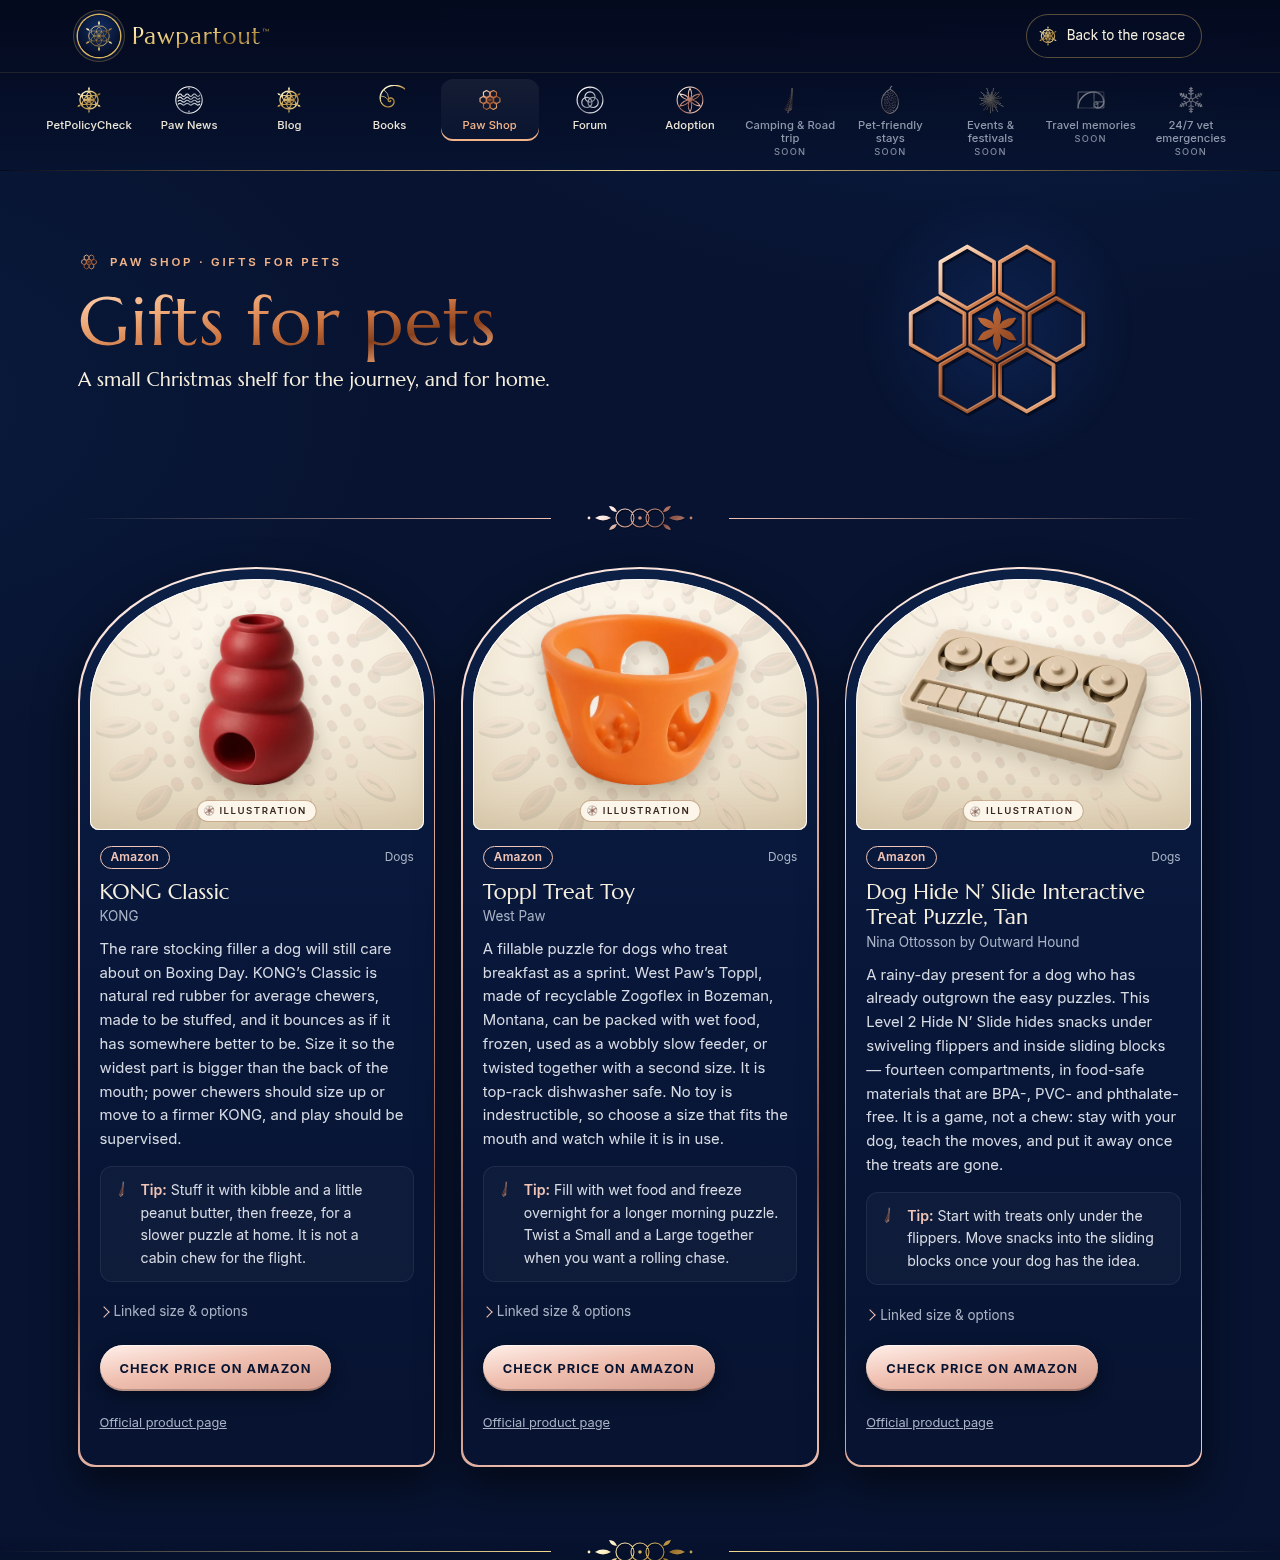 Pawpartout™
Back to the rosace
PetPolicyCheck
Paw News
Blog
Books
Paw Shop
Forum
Adoption
Camping & Road
trip
SOON
Pet-friendly
stays
SOON
Events &
festivals
SOON
Travel memories
SOON
24/7 vet
emergencies
SOON
PAW SHOP · GIFTS FOR PETS
Gifts for pets
A small Christmas shelf for the journey, and for home.
ILLUSTRATION
Amazon
Dogs
KONG Classic
KONG
The rare stocking filler a dog will still care
about on Boxing Day. KONG’s Classic is
natural red rubber for average chewers,
made to be stuffed, and it bounces as if it
has somewhere better to be. Size it so the
widest part is bigger than the back of the
mouth; power chewers should size up or
move to a firmer KONG, and play should be
supervised.
Tip: Stuff it with kibble and a little
peanut butter, then freeze, for a
slower puzzle at home. It is not a
cabin chew for the flight.
Linked size & options
CHECK PRICE ON AMAZON
Official product page
ILLUSTRATION
Amazon
Dogs
Toppl Treat Toy
West Paw
A fillable puzzle for dogs who treat
breakfast as a sprint. West Paw’s Toppl,
made of recyclable Zogoflex in Bozeman,
Montana, can be packed with wet food,
frozen, used as a wobbly slow feeder, or
twisted together with a second size. It is
top-rack dishwasher safe. No toy is
indestructible, so choose a size that fits the
mouth and watch while it is in use.
Tip: Fill with wet food and freeze
overnight for a longer morning puzzle.
Twist a Small and a Large together
when you want a rolling chase.
Linked size & options
CHECK PRICE ON AMAZON
Official product page
ILLUSTRATION
Amazon
Dogs
Dog Hide N’ Slide Interactive
Treat Puzzle, Tan
Nina Ottosson by Outward Hound
A rainy-day present for a dog who has
already outgrown the easy puzzles. This
Level 2 Hide N’ Slide hides snacks under
swiveling flippers and inside sliding blocks
— fourteen compartments, in food-safe
materials that are BPA-, PVC- and phthalate-
free. It is a game, not a chew: stay with your
dog, teach the moves, and put it away once
the treats are gone.
Tip: Start with treats only under the
flippers. Move snacks into the sliding
blocks once your dog has the idea.
Linked size & options
CHECK PRICE ON AMAZON
Official product page